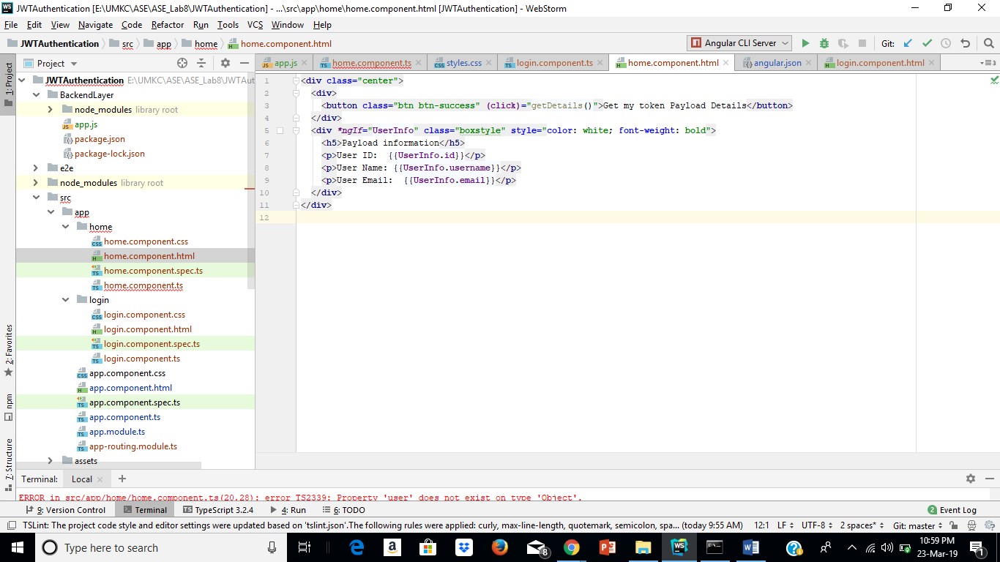 JWTAuthentication [E:\UMKC\ASE\ASE_Lab8\JWTAuthentication] - ...\src\app\home\home.component.html [JWTAuthentication] - WebStorm
File Edit View Navigate Code Refactor Run Tools VCS Window Help
JWTAuthentication src app home home.component.html Angular CLI Server Git:
Project
app.js home.component.ts styles.css login.component.ts home.component.html angular.json login.component.html 3
1: Project
2: Favorites
npm
7: Structure
JWTAuthentication E:\UMKC\ASE\ASE_Lab8\JWTAut
BackendLayer
node_modules library root
app.js
package.json
package-lock.json
e2e
node_modules library root
src
app
home
home.component.css
home.component.html
home.component.spec.ts
home.component.ts
login
login.component.css
login.component.html
login.component.spec.ts
login.component.ts
app.component.css
app.component.html
app.component.spec.ts
app.component.ts
app.module.ts
app-routing.module.ts
assets
1 <div class="center">
2 <div>
3 <button class="btn btn-success" (click)="getDetails()">Get my token Payload Details</button>
4 </div>
5 <div *ngIf="UserInfo" class="boxstyle" style="color: white; font-weight: bold">
6 <h5>Payload information</h5>
7 <p>User ID:  {{UserInfo.id}}</p>
8 <p>User Name: {{UserInfo.username}}</p>
9 <p>User Email:  {{UserInfo.email}}</p>
10 </div>
11 </div>
12
Terminal: Local
ERROR in src/app/home/home.component.ts(20,28): error TS2339: Property 'user' does not exist on type 'Object'.
9: Version Control Terminal TypeScript 3.2.4 4: Run 6: TODO 2 Event Log
TSLint: The project code style and editor settings were updated based on 'tslint.json'.The following rules were applied: curly, max-line-length, quotemark, semicolon, spa... (today 9:55 AM) 12:1 LF UTF-8 2 spaces* Git: master
Type here to search 8 10:59 PM
23-Mar-19 1